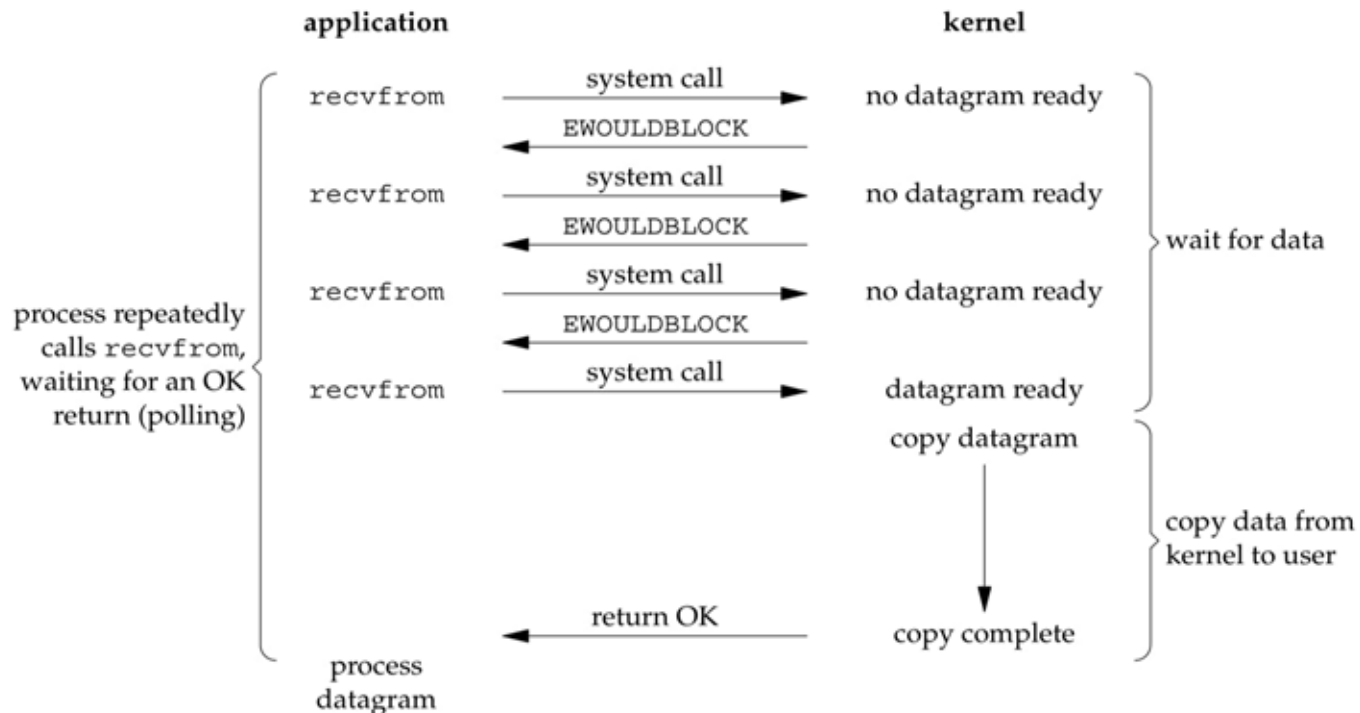 application
kernel
recvfrom
system call
no datagram ready
EWOULDBLOCK
recvfrom
system call
no datagram ready
EWOULDBLOCK
wait for data
recvfrom
system call
no datagram ready
process repeatedly
calls recvfrom,
waiting for an OK
return (polling)
EWOULDBLOCK
recvfrom
system call
datagram ready
copy datagram
copy data from
kernel to user
return OK
copy complete
process
datagram